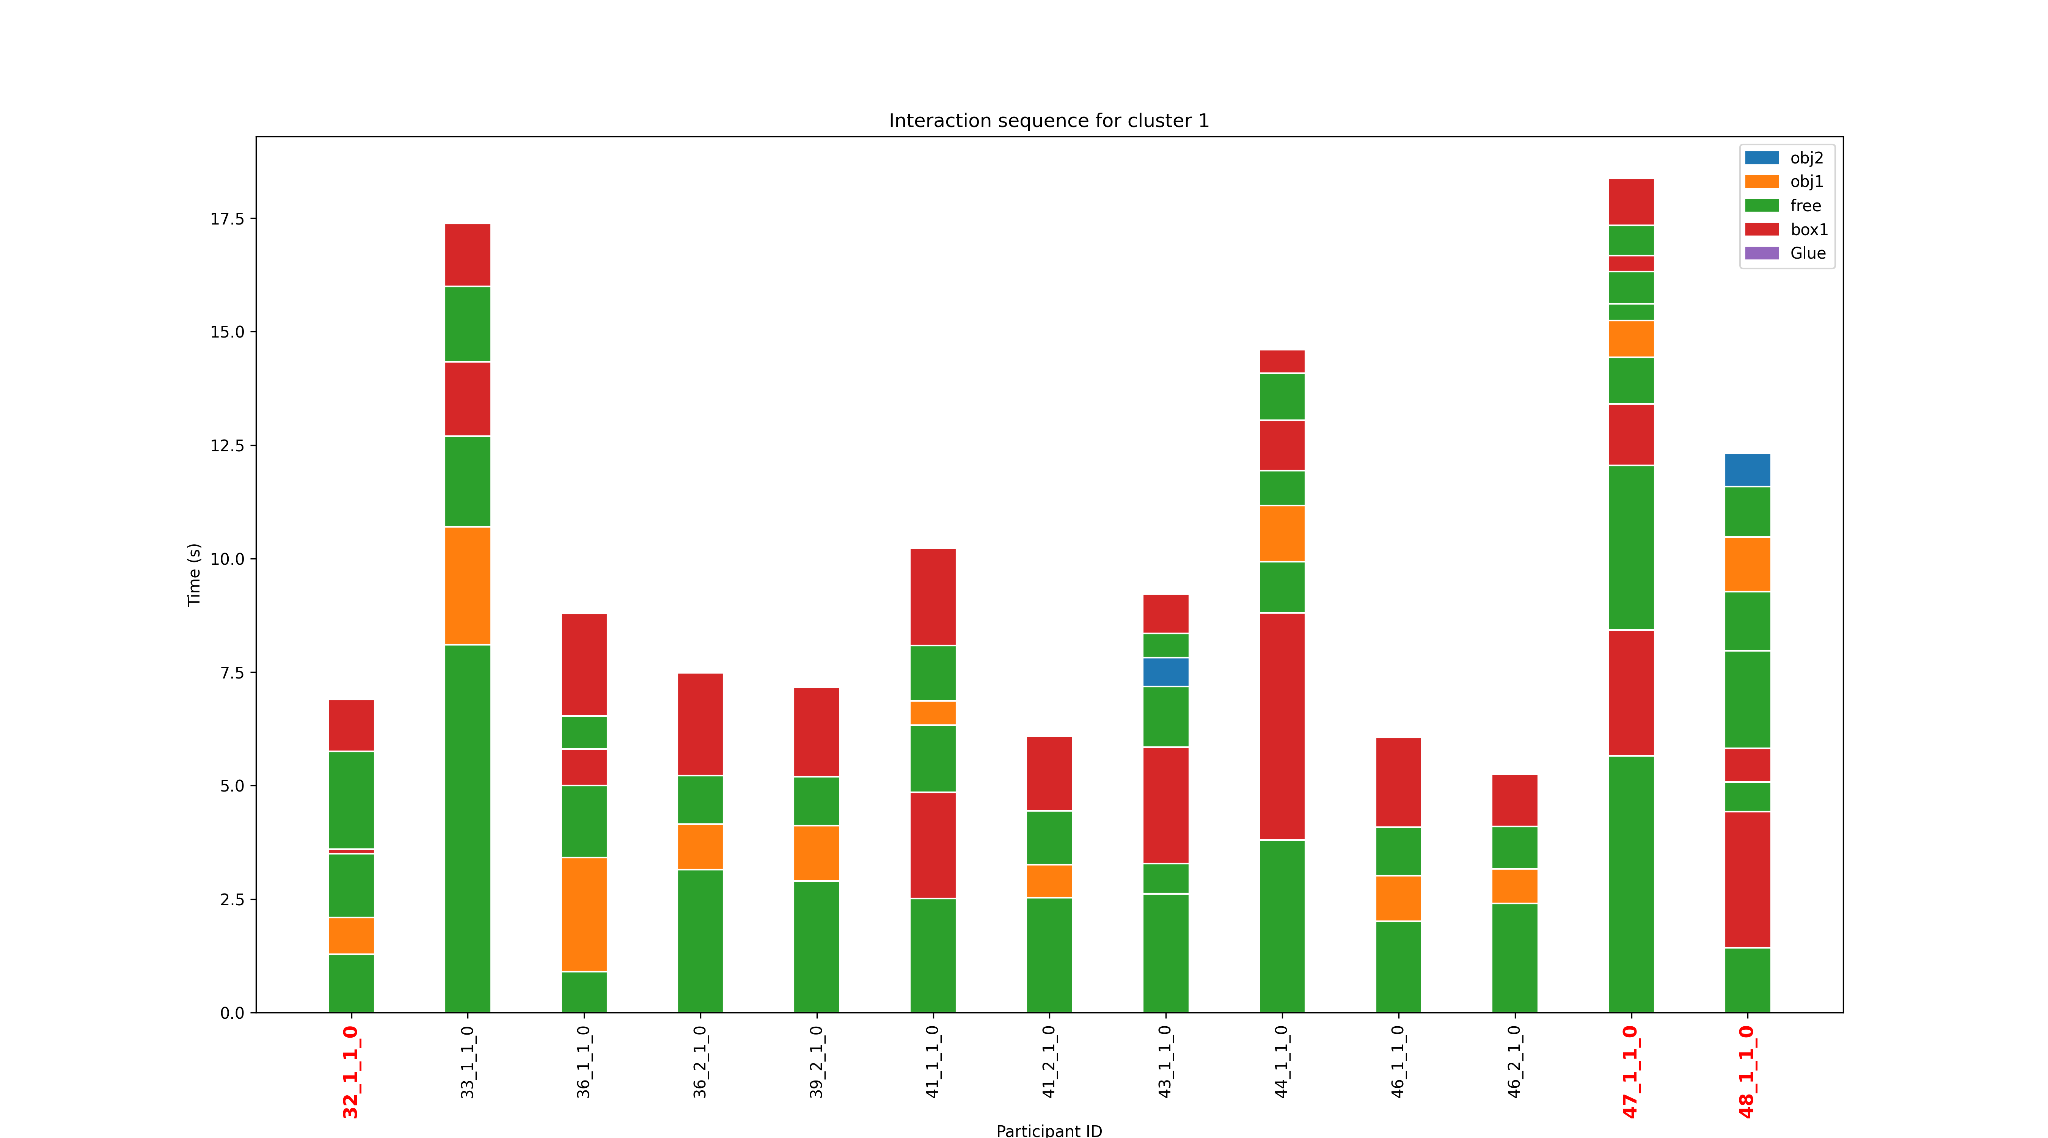 Interaction sequence for cluster 1
obj2
obj1
free
box1
Glue
17.5
15.0
12.5
10.0
7.5
5.0
2.5
0.0
Time (s)
32_1_1_0
33_1_1_0
36_1_1_0
36_2_1_0
39_2_1_0
41_1_1_0
41_2_1_0
43_1_1_0
44_1_1_0
46_1_1_0
46_2_1_0
47_1_1_0
48_1_1_0
Participant ID